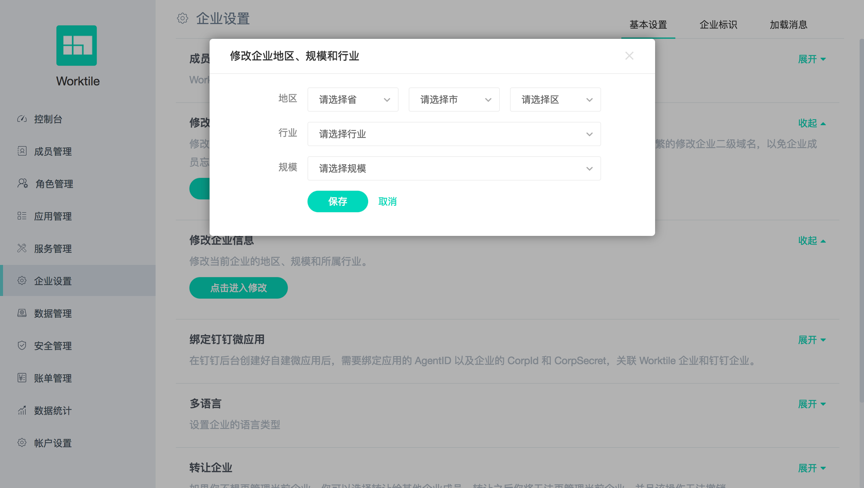 Worktile
控制台
成员管理
角色管理
应用管理
服务管理
企业设置
数据管理
安全管理
账单管理
数据统计
帐户设置
企业设置
基本设置
企业标识
加载消息
成员
展开
Work
修改企业地区、规模和行业
地区
请选择省
请选择市
请选择区
行业
请选择行业
规模
请选择规模
保存
取消
修改
收起
修改
繁的修改企业二级域名，以免企业成
员忘
修改企业信息
收起
修改当前企业的地区、规模和所属行业。
点击进入修改
绑定钉钉微应用
展开
在钉钉后台创建好自建微应用后，需要绑定应用的 AgentID 以及企业的 CorpId 和 CorpSecret，关联 Worktile 企业和钉钉企业。
多语言
展开
设置企业的语言类型
转让企业
展开